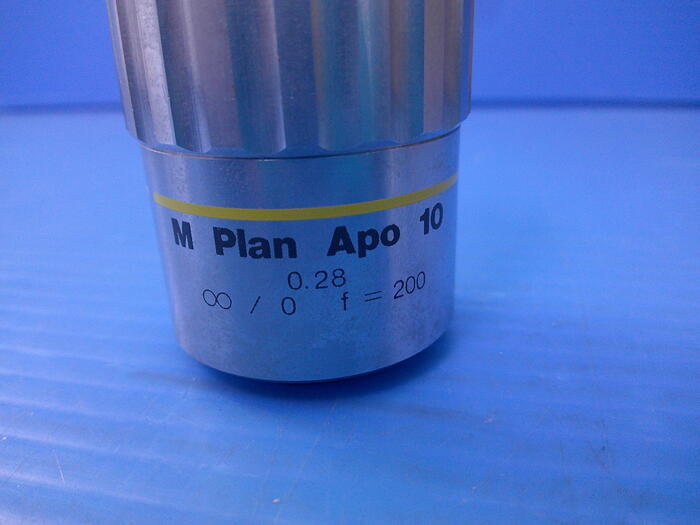 M Plan Apo 10
0.28
∞ / 0 f = 200